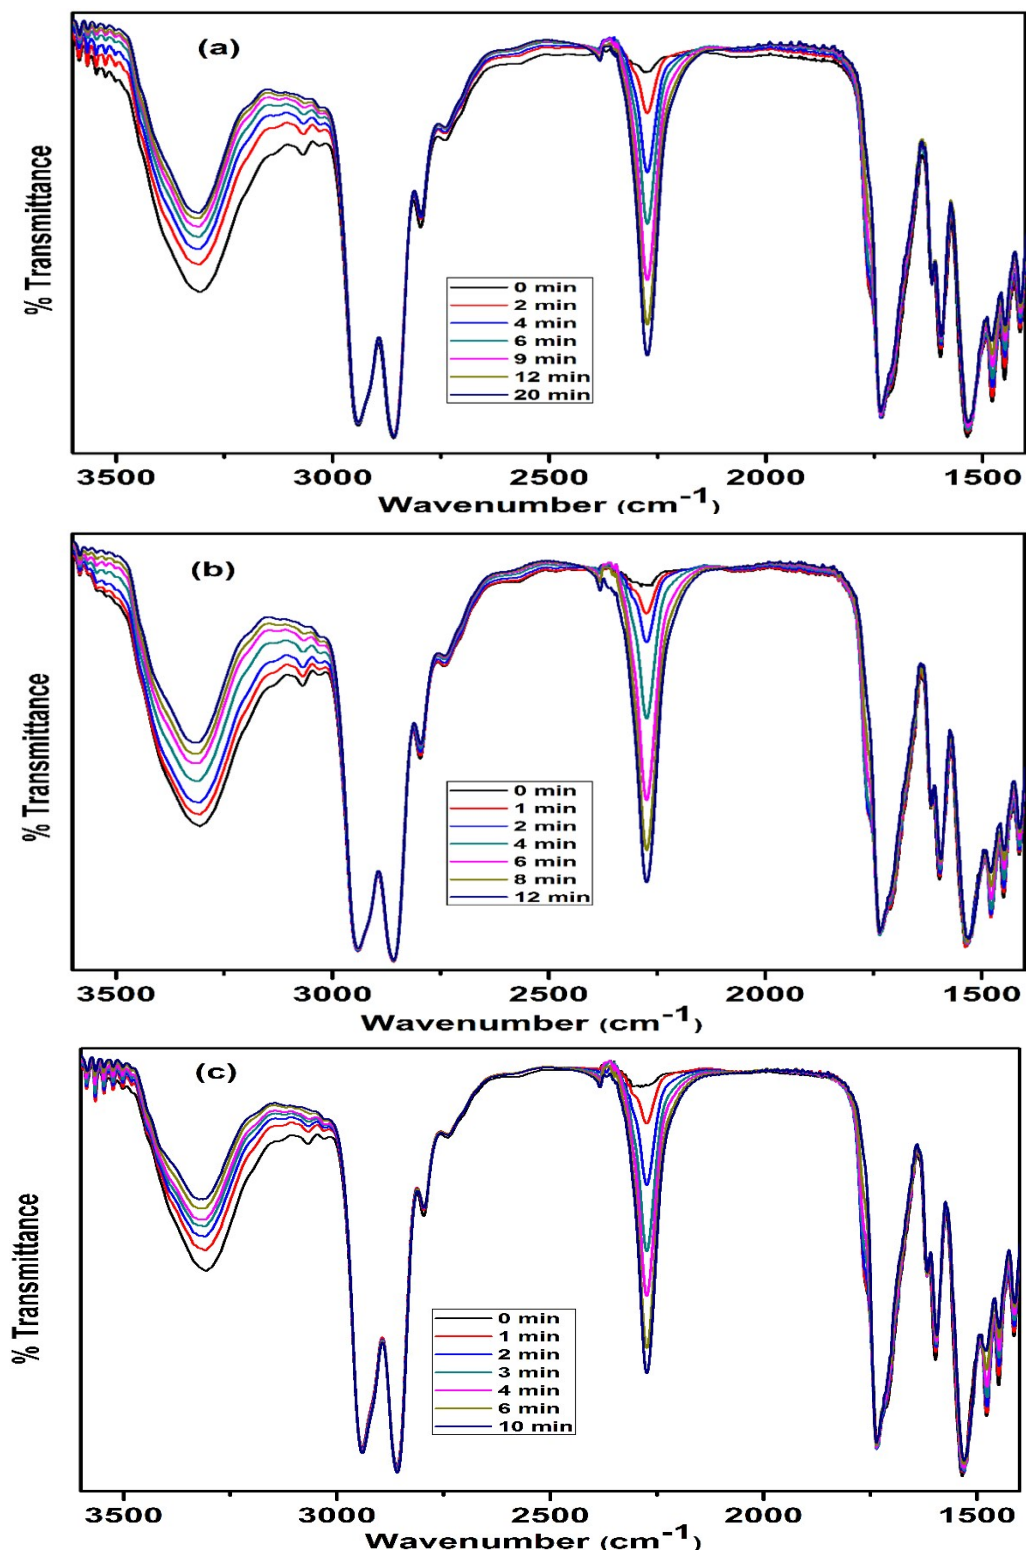 (a)
% Transmittance
0 min
2 min
4 min
6 min
9 min
12 min
20 min
3500 3000 2500 2000 1500
Wavenumber (cm-1)
(b)
% Transmittance
0 min
1 min
2 min
4 min
6 min
8 min
12 min
3500 3000 2500 2000 1500
Wavenumber (cm-1)
(c)
% Transmittance
0 min
1 min
2 min
3 min
4 min
6 min
10 min
3500 3000 2500 2000 1500
Wavenumber (cm-1)